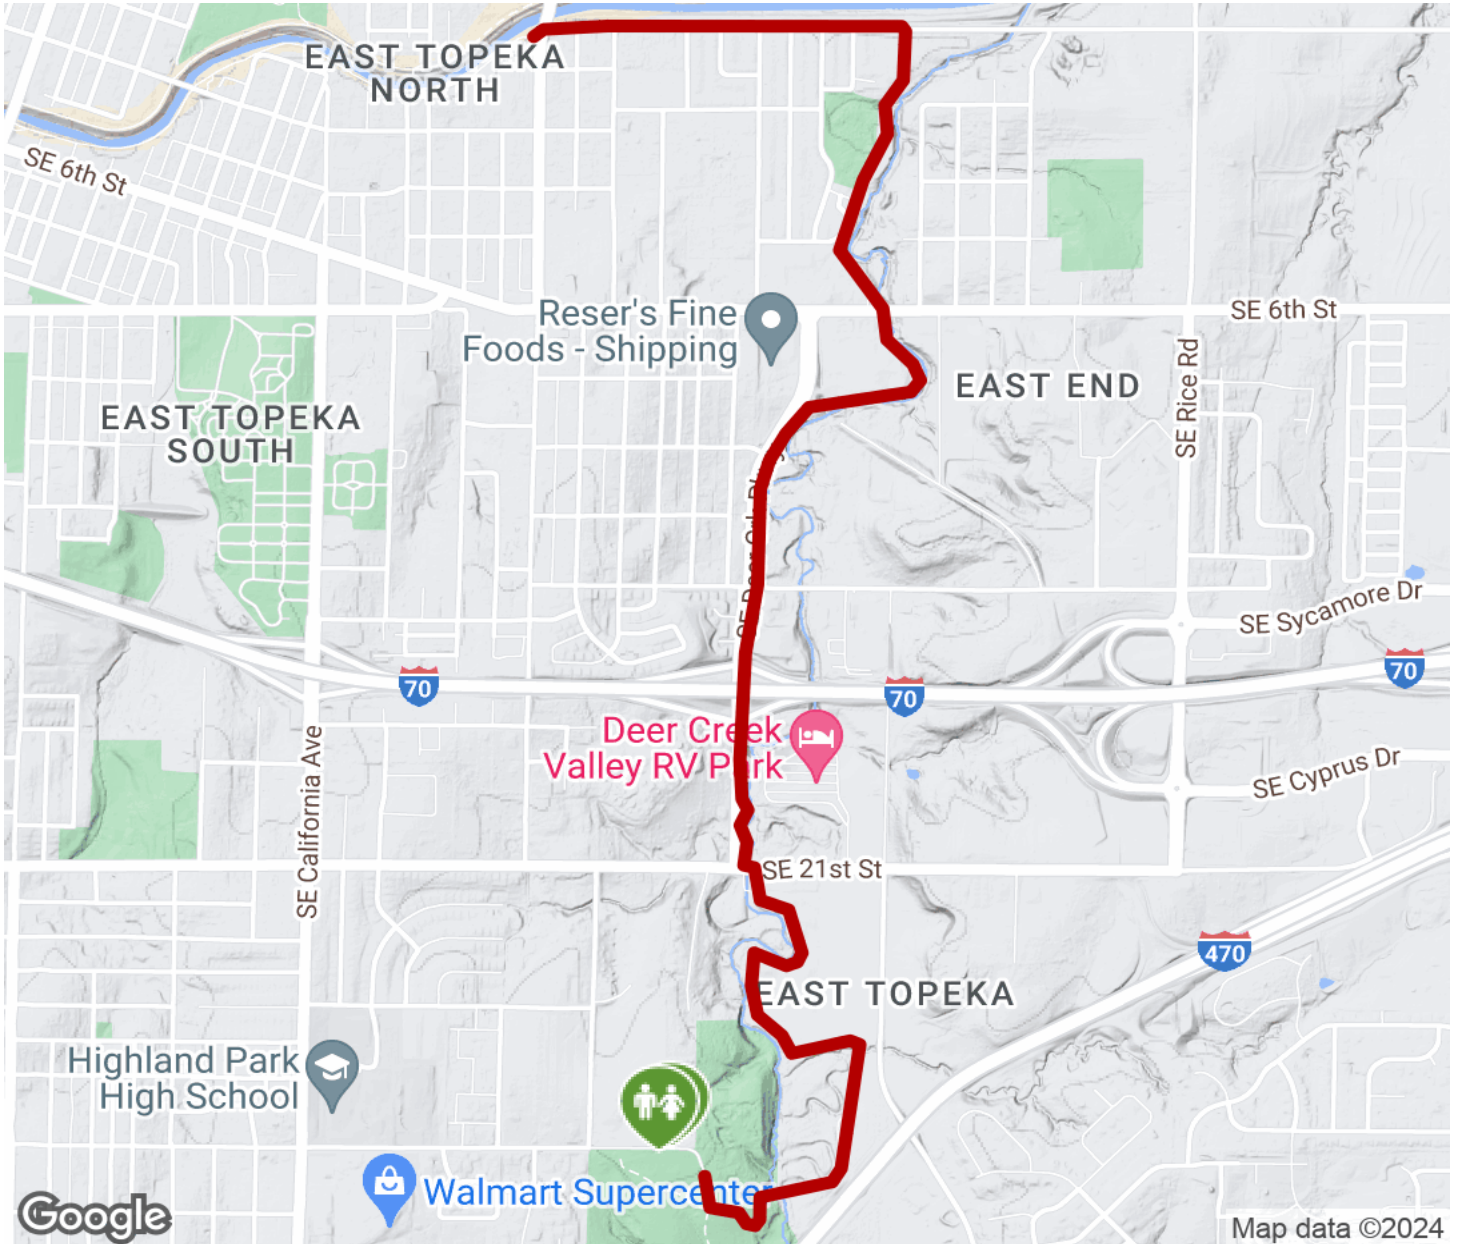 EAST TOPEKA
NORTH
SE 6th St
Reser's Fine
Foods - Shipping
SE 6th St
EAST TOPEKA
SOUTH
EAST END
SE Rice Rd
SE Sycamore Dr
70
70
70
Deer Creek
Valley RV Park
SE California Ave
SE Cyprus Dr
SE 21st St
470
EAST TOPEKA
Highland Park
High School
Walmart Supercenter
Google
Map data ©2024